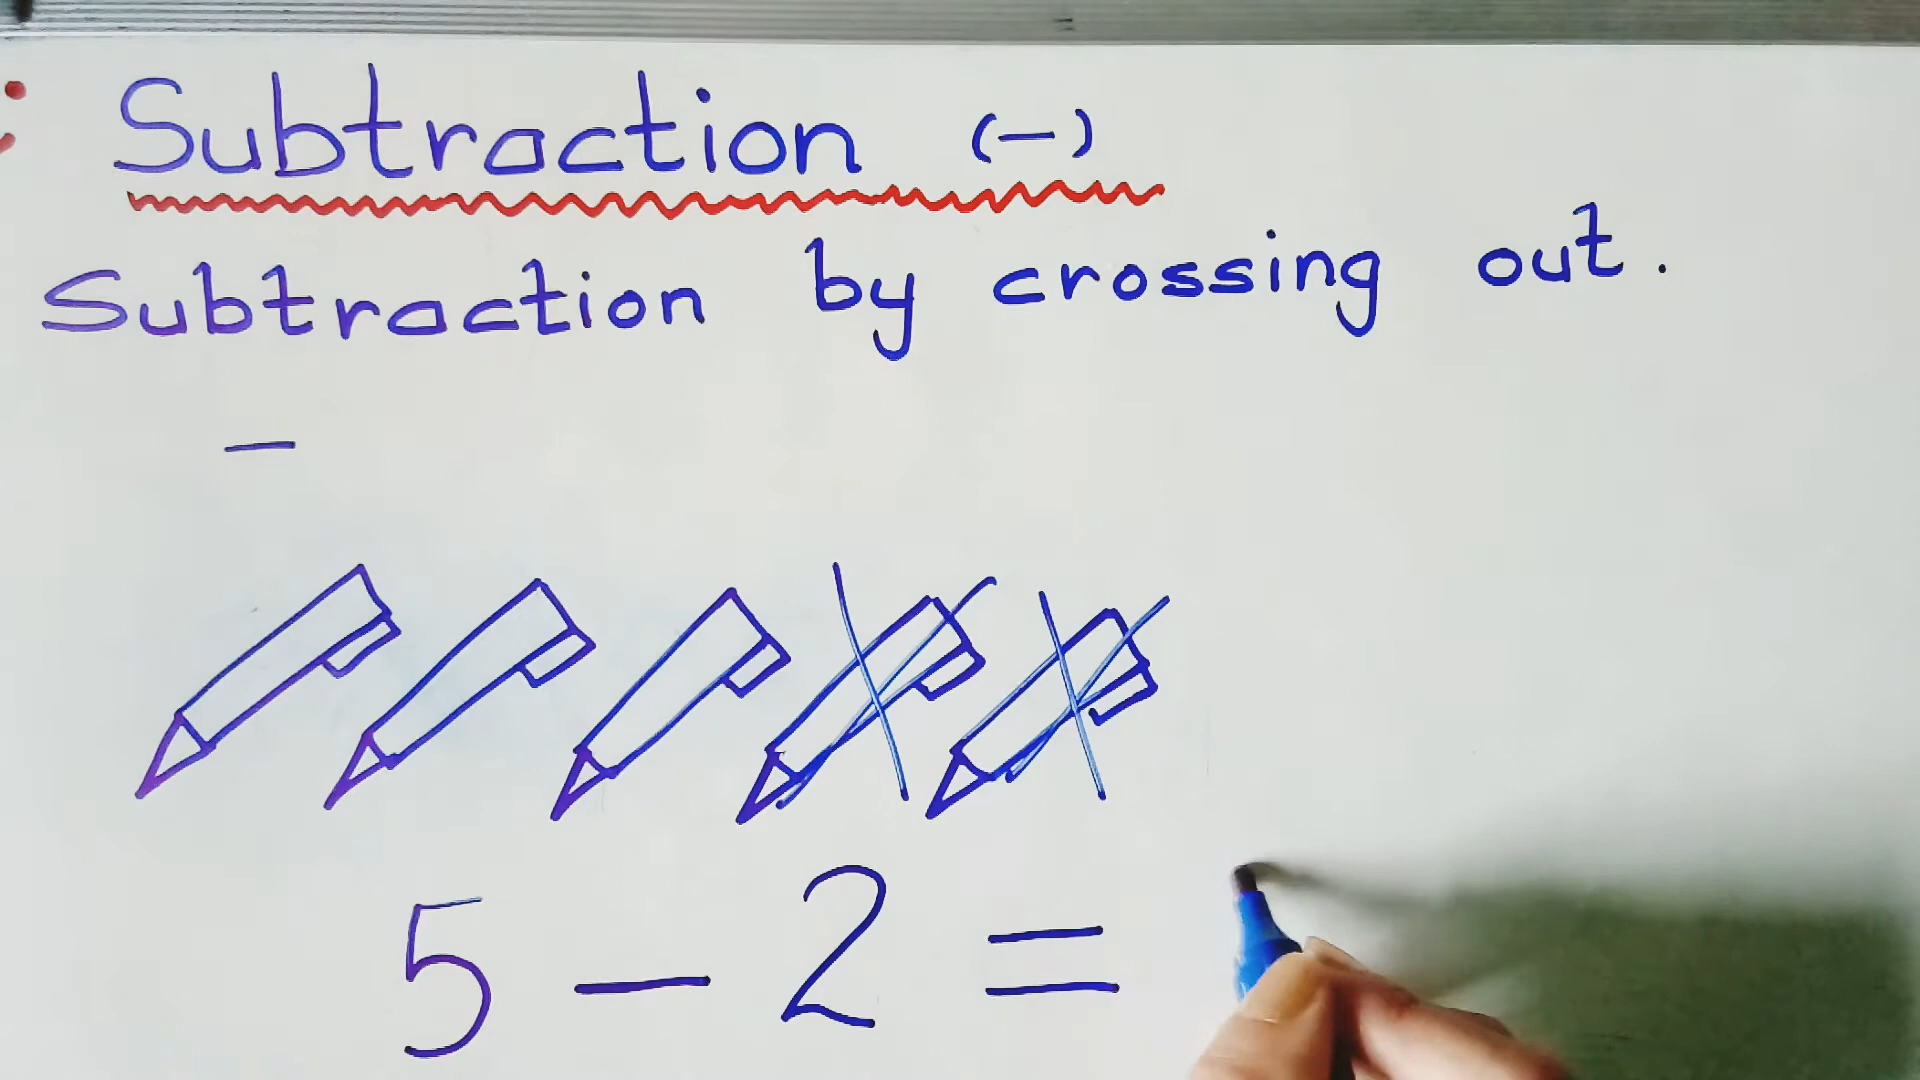 Subtraction (-)
Subtraction by crossing out.
-
5 - 2 =